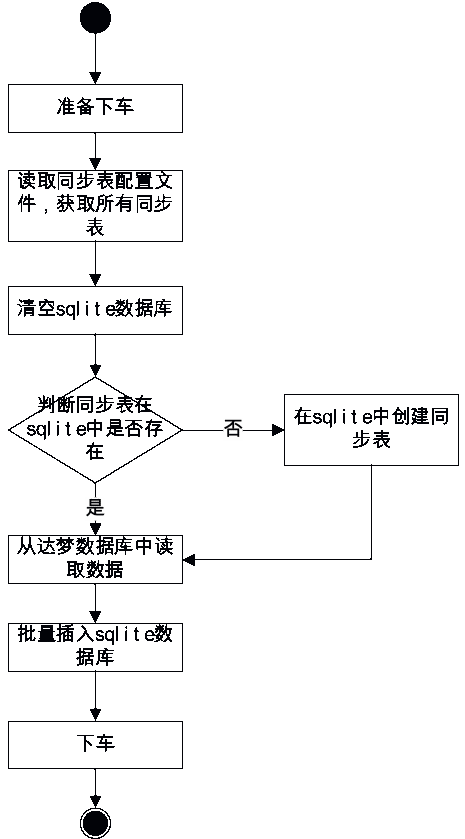 准备下车
读取同步表配置文
件，获取所有同步
表
清空sqlite数据库
判断同步表在
sqlite中是否存
在
否
在sqlite中创建同
步表
是
从达梦数据库中读
取数据
批量插入sqlite数
据库
下车